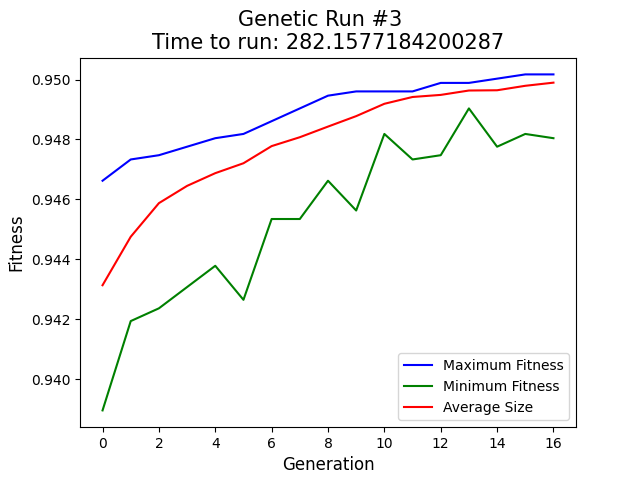 Genetic Run #3
Time to run: 282.1577184200287
Fitness
0.950
0.948
0.946
0.944
0.942
0.940
Maximum Fitness
Minimum Fitness
Average Size
0 2 4 6 8 10 12 14 16
Generation